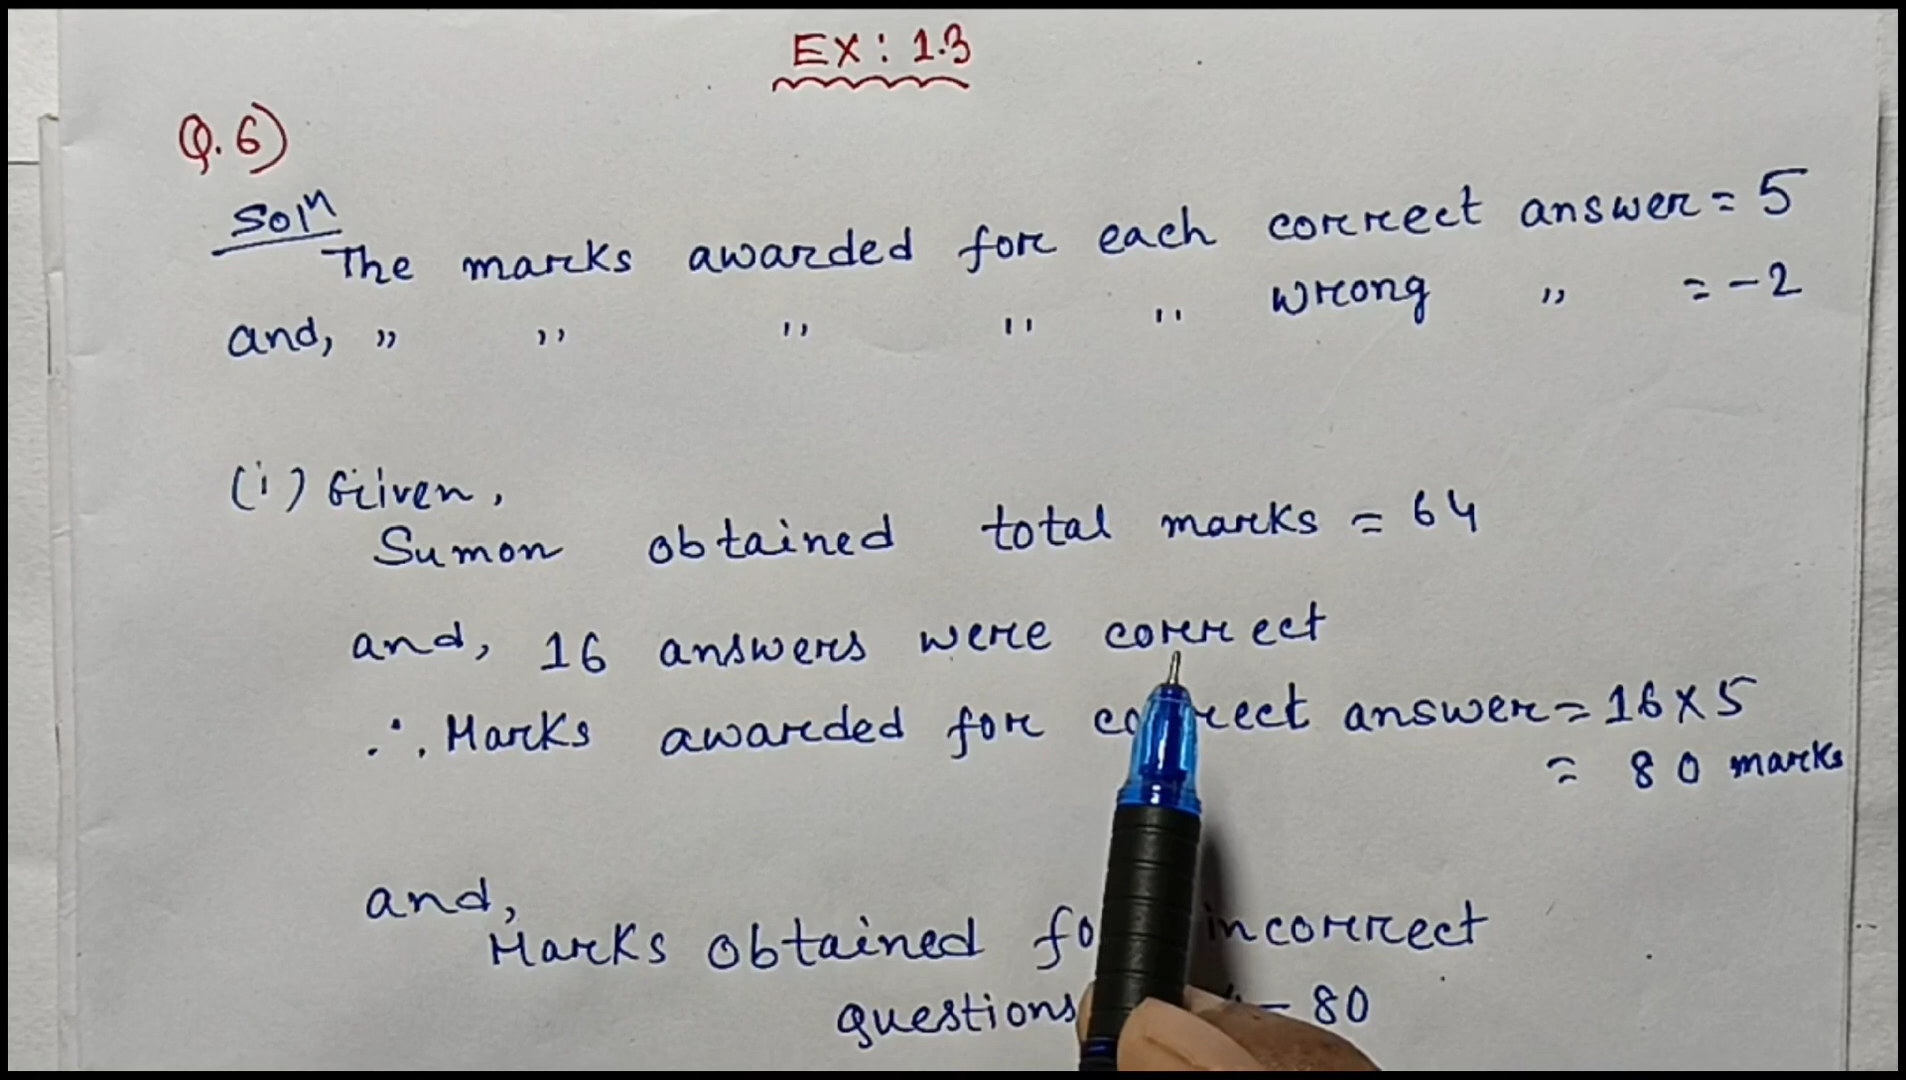 EX: 1.3
Q.6)
Solⁿ
The marks awarded for each correct answer = 5
and, " " " " " wrong " = -2
(i) Given,
Sumon obtained total marks = 64
and, 16 answers were correct
∴ Marks awarded for correct answer = 16 x 5
= 80 marks
and,
Marks obtained incorrect
questions - 80